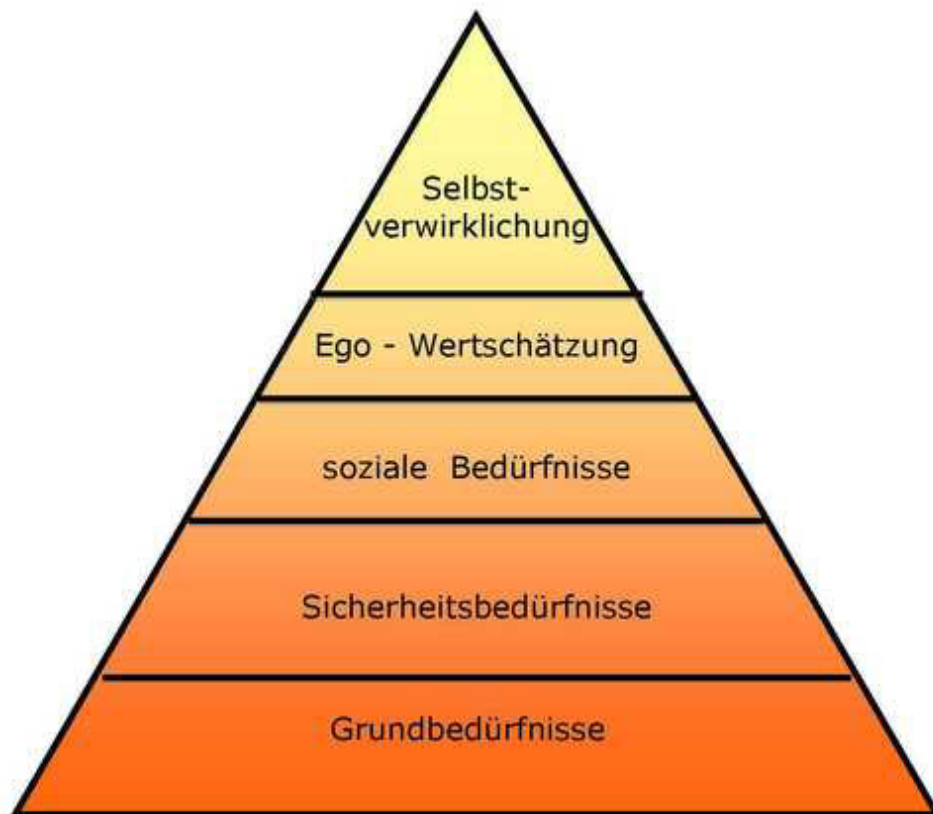 Selbst-
verwirklichung
Ego - Wertschätzung
soziale Bedürfnisse
Sicherheitsbedürfnisse
Grundbedürfnisse